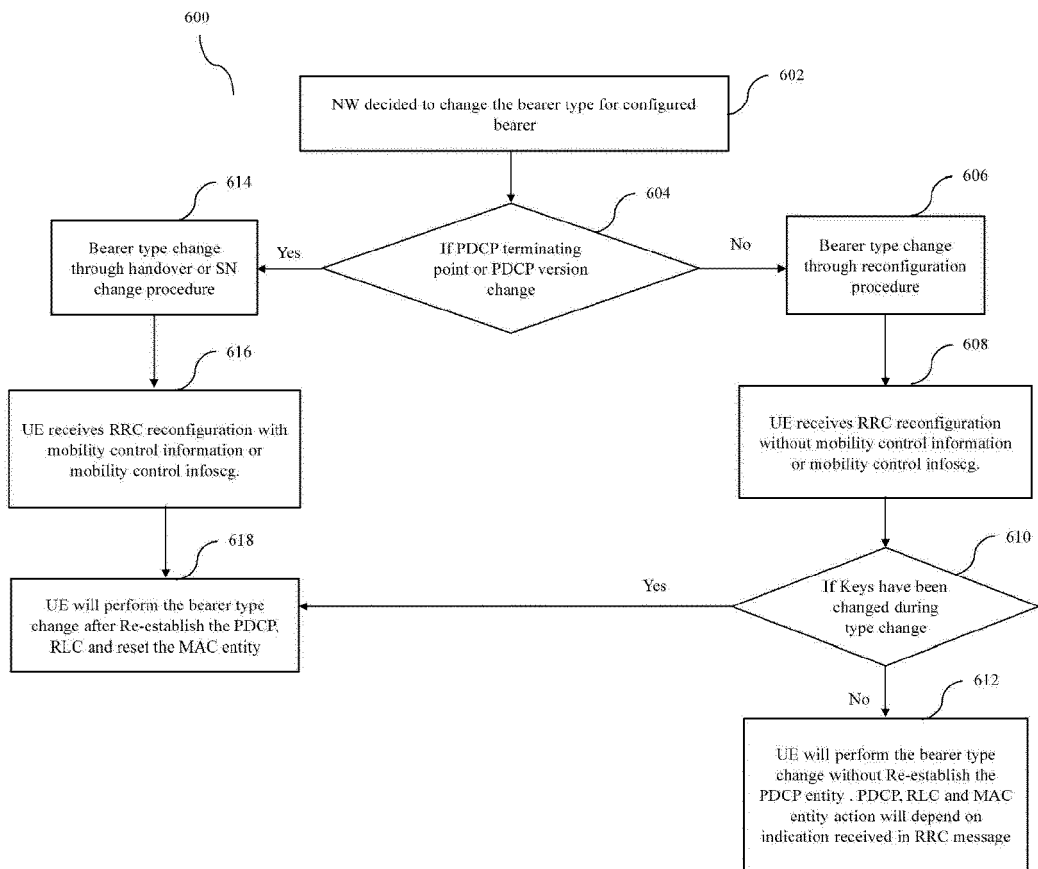 600
602
NW decided to change the bearer type for configured
bearer
614
604
606
Bearer type change
through handover or SN
change procedure
Yes
If PDCP terminating
point or PDCP version
change
No
Bearer type change
through reconfiguration
procedure
616
608
UE receives RRC reconfiguration with
mobility control information or
mobility control infoscg.
UE receives RRC reconfiguration
without mobility control information
or mobility control infoscg.
618
610
UE will perform the bearer type
change after Re-establish the PDCP,
RLC and reset the MAC entity
Yes
If Keys have been
changed during
type change
No
612
UE will perform the bearer type
change without Re-establish the
PDCP entity . PDCP, RLC and MAC
entity action will depend on
indication received in RRC message